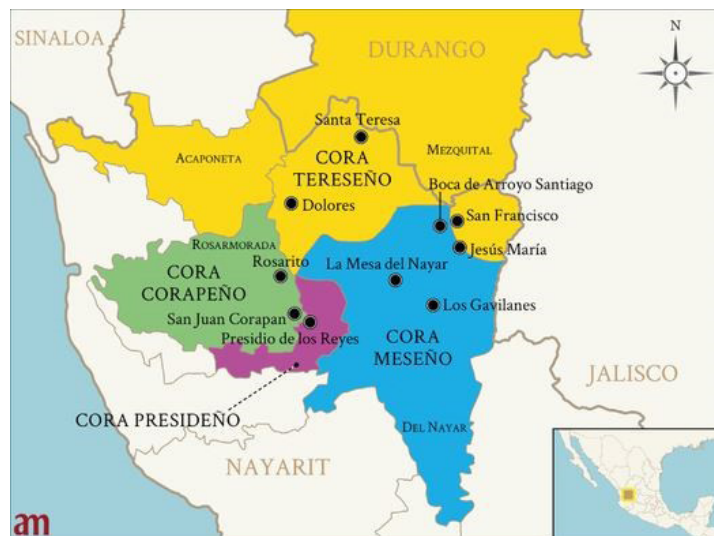 SINALOA
DURANGO
N
Santa Teresa
MEZQUITAL
ACAPONETA
CORA
TERESEÑO
Boca de Arroyo Santiago
Dolores
San Francisco
ROSARMORADA
Jesús María
Rosarito
La Mesa del Nayar
CORA
CORAPEÑO
Los Gavilanes
San Juan Corapan
Presidio de los Reyes
CORA
MESEÑO
JALISCO
CORA PRESIDEÑO
DEL NAYAR
NAYARIT
am